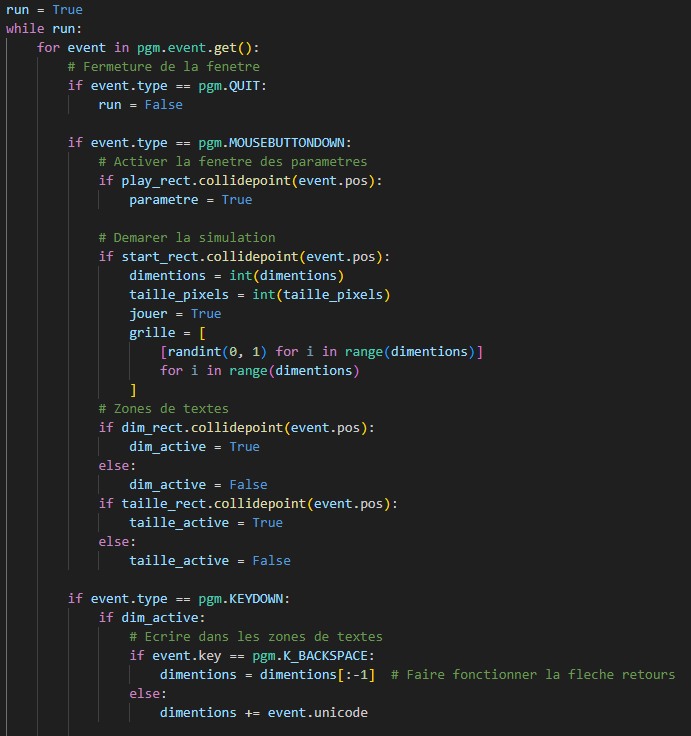 run = True
while run:
    for event in pgm.event.get():
        # Fermeture de la fenetre
        if event.type == pgm.QUIT:
            run = False

        if event.type == pgm.MOUSEBUTTONDOWN:
            # Activer la fenetre des parametres
            if play_rect.collidepoint(event.pos):
                parametre = True

            # Demarer la simulation
            if start_rect.collidepoint(event.pos):
                dimentions = int(dimentions)
                taille_pixels = int(taille_pixels)
                jouer = True
                grille = [
                    [randint(0, 1) for i in range(dimentions)]
                    for i in range(dimentions)
                ]
            # Zones de textes
            if dim_rect.collidepoint(event.pos):
                dim_active = True
            else:
                dim_active = False
            if taille_rect.collidepoint(event.pos):
                taille_active = True
            else:
                taille_active = False

        if event.type == pgm.KEYDOWN:
            if dim_active:
                # Ecrire dans les zones de textes
                if event.key == pgm.K_BACKSPACE:
                    dimentions = dimentions[:-1]  # Faire fonctionner la fleche retours
                else:
                    dimentions += event.unicode